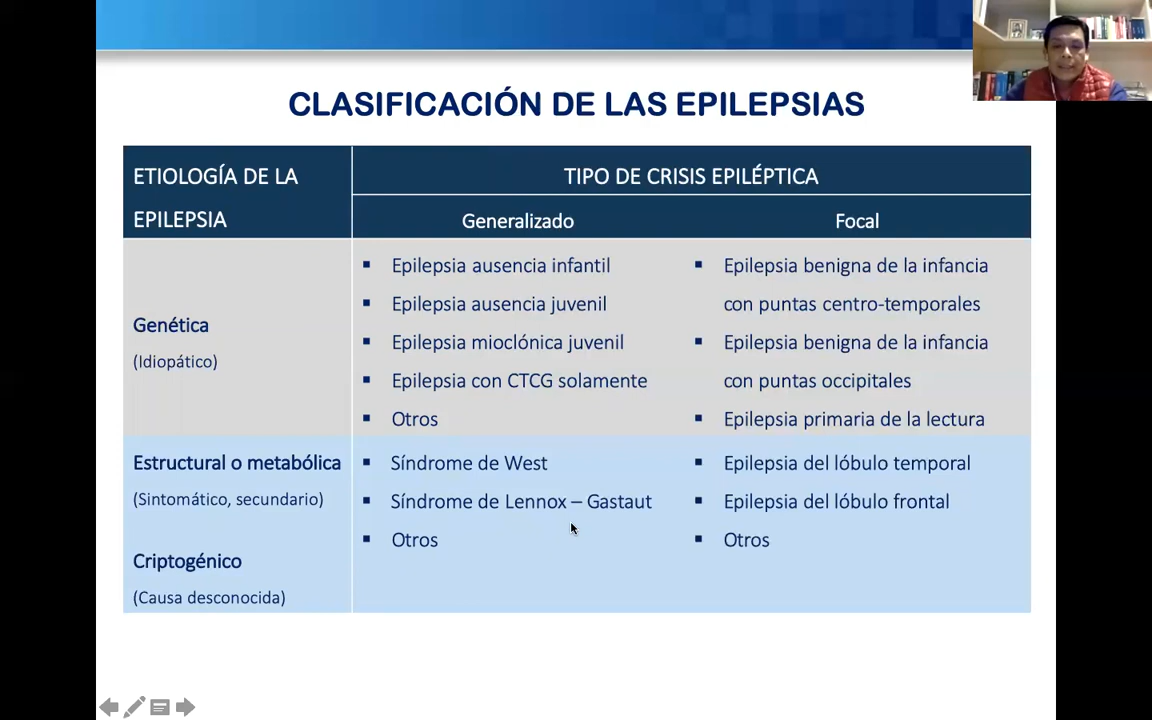 CLASIFICACIÓN DE LAS EPILEPSIAS
ETIOLOGÍA DE LA
EPILEPSIA
TIPO DE CRISIS EPILÉPTICA
Generalizado
Focal
Genética
(Idiopático)
▪ Epilepsia ausencia infantil
▪ Epilepsia ausencia juvenil
▪ Epilepsia mioclónica juvenil
▪ Epilepsia con CTCG solamente
▪ Otros
▪ Epilepsia benigna de la infancia
con puntas centro-temporales
▪ Epilepsia benigna de la infancia
con puntas occipitales
▪ Epilepsia primaria de la lectura
Estructural o metabólica
(Sintomático, secundario)
Criptogénico
(Causa desconocida)
▪ Síndrome de West
▪ Síndrome de Lennox – Gastaut
▪ Otros
▪ Epilepsia del lóbulo temporal
▪ Epilepsia del lóbulo frontal
▪ Otros